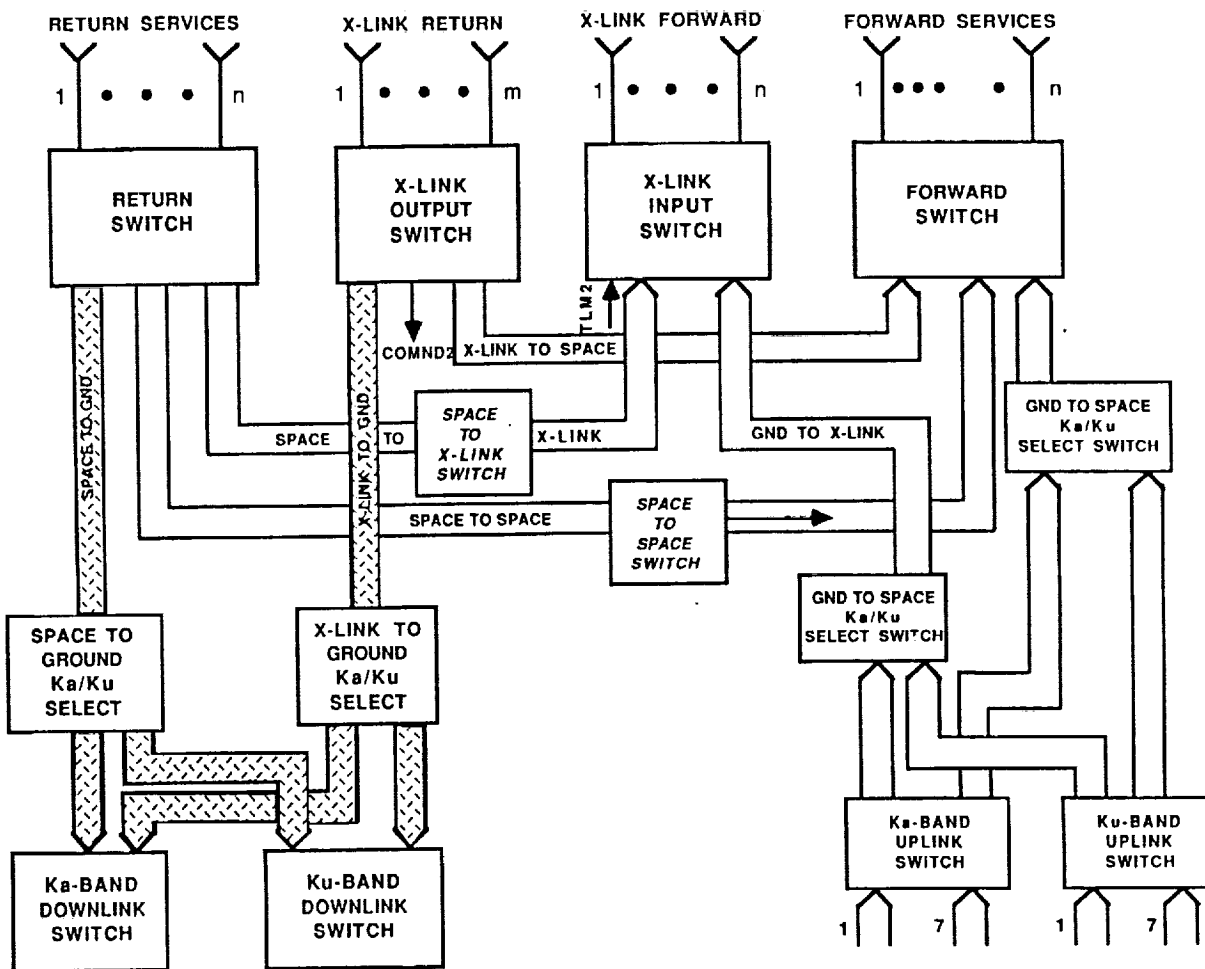 RETURN SERVICES
X-LINK RETURN
X-LINK FORWARD
FORWARD SERVICES
1 • • • n
1 • • • m
1 • • • n
1 ••• • n
RETURN
SWITCH
X-LINK
OUTPUT
SWITCH
X-LINK
INPUT
SWITCH
FORWARD
SWITCH
TLM2
COMND2
X-LINK TO SPACE
SPACE TO GND
X-LINK TO GND
SPACE TO
SPACE
TO
X-LINK
SWITCH
X-LINK
GND TO X-LINK
GND TO SPACE
Ka/Ku
SELECT SWITCH
SPACE TO SPACE
SPACE
TO
SPACE
SWITCH
GND TO SPACE
Ka/Ku
SELECT SWITCH
SPACE TO
GROUND
Ka/Ku
SELECT
X-LINK TO
GROUND
Ka/Ku
SELECT
Ka-BAND
DOWNLINK
SWITCH
Ku-BAND
DOWNLINK
SWITCH
Ka-BAND
UPLINK
SWITCH
Ku-BAND
UPLINK
SWITCH
1 7
1 7